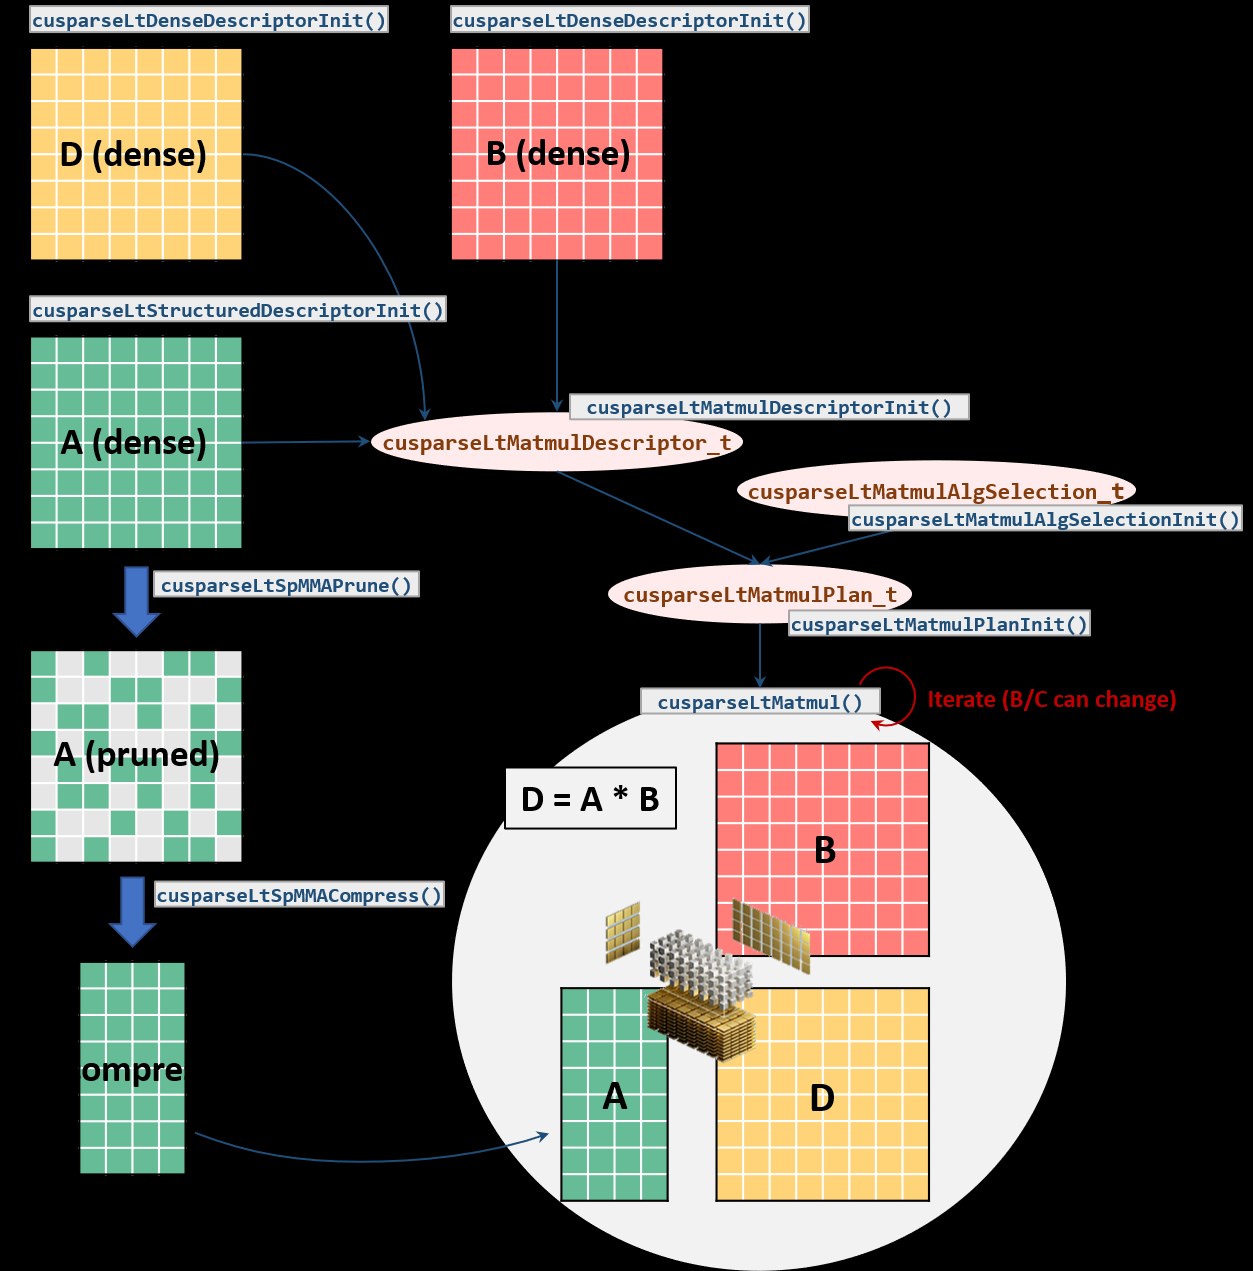 cusparseLtDenseDescriptorInit()
cusparseLtDenseDescriptorInit()
D (dense)
B (dense)
cusparseLtStructuredDescriptorInit()
cusparseLtMatmulDescriptorInit()
A (dense)
cusparseLtMatmulDescriptor_t
cusparseLtMatmulAlgSelection_t
cusparseLtMatmulAlgSelectionInit()
cusparseLtSpMMAPrune()
cusparseLtMatmulPlan_t
cusparseLtMatmulPlanInit()
cusparseLtMatmul()
Iterate (B/C can change)
A (pruned)
D = A * B
B
cusparseLtSpMMACompress()
ompre
A
D